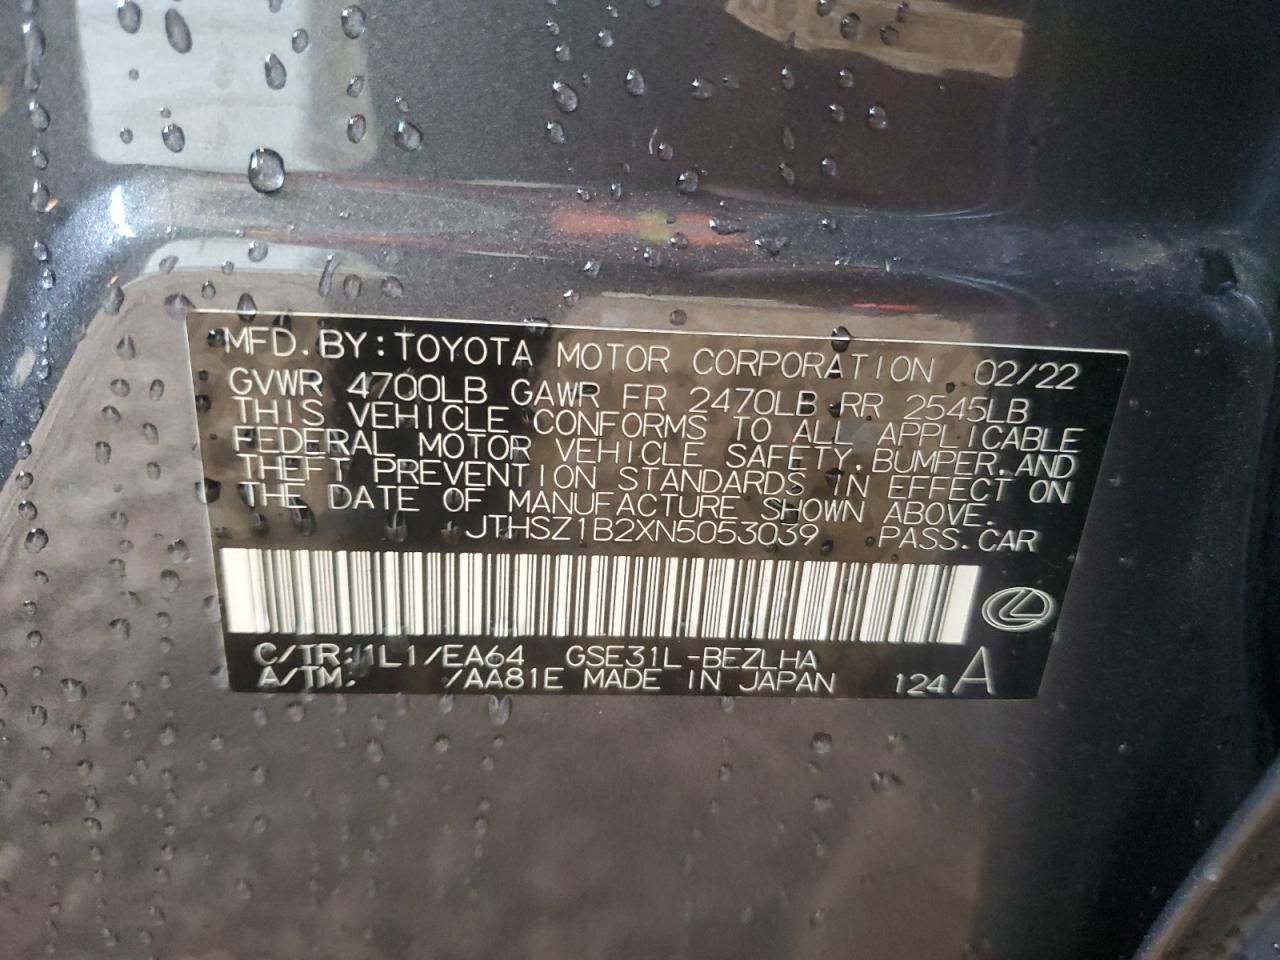 MFD. BY: TOYOTA MOTOR CORPORATION 02/22
GVWR 4700LB GAWR FR 2470LB RR 2545LB
THIS VEHICLE CONFORMS TO ALL APPLICABLE
FEDERAL MOTOR VEHICLE SAFETY, BUMPER, AND
THEFT PREVENTION STANDARDS IN EFFECT ON
THE DATE OF MANUFACTURE SHOWN ABOVE.
JTHSZ1B2XN5053039 PASS. CAR
C/TR: 1L1/EA64 GSE31L-BEZLHA
A/TM: /AA81E MADE IN JAPAN 124 A